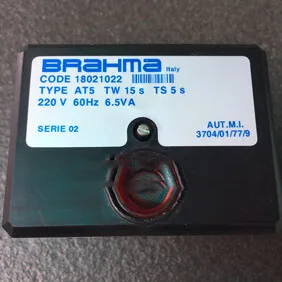 BRAHMA Italy
CODE 18021022
TYPE AT5 TW 15 s TS 5 s
220 V 60Hz 6.5VA
SERIE 02
AUT.M.I.
3704/01/77/9